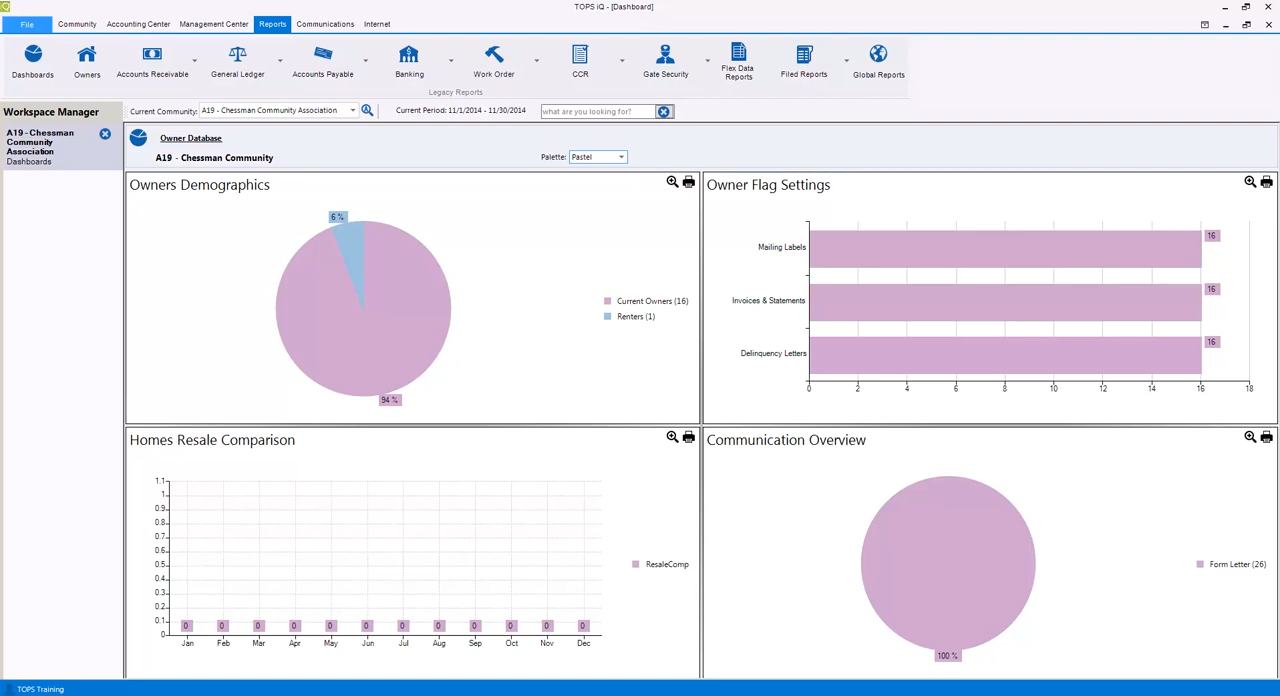 TOPS iQ - [Dashboard]
File Community Accounting Center Management Center Reports Communications Internet
Dashboards Owners Accounts Receivable General Ledger Accounts Payable Banking Work Order CCR Gate Security Flex Data Reports Filed Reports Global Reports
Legacy Reports
Workspace Manager
Current Community: A19 - Chessman Community Association Current Period: 11/1/2014 - 11/30/2014 what are you looking for?
A19 - Chessman
Community
Association
Dashboards
Owner Database
A19 - Chessman Community
Palette: Pastel
Owners Demographics
6 %
94 %
Current Owners (16)
Renters (1)
Owner Flag Settings
Mailing Labels 16
Invoices & Statements 16
Delinquency Letters 16
0 2 4 6 8 10 12 14 16 18
Homes Resale Comparison
1.1
1
0.9
0.8
0.7
0.6
0.5
0.4
0.3
0.2
0.1
0
0 0 0 0 0 0 0 0 0 0 0 0
Jan Feb Mar Apr May Jun Jul Aug Sep Oct Nov Dec
ResaleComp
Communication Overview
Form Letter (26)
100 %
TOPS Training